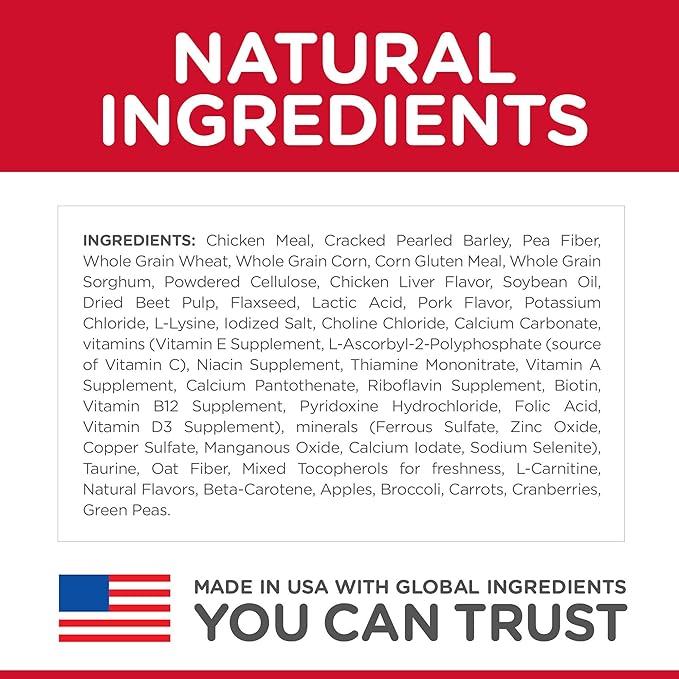 NATURAL
INGREDIENTS
INGREDIENTS: Chicken Meal, Cracked Pearled Barley, Pea Fiber,
Whole Grain Wheat, Whole Grain Corn, Corn Gluten Meal, Whole Grain
Sorghum, Powdered Cellulose, Chicken Liver Flavor, Soybean Oil,
Dried Beet Pulp, Flaxseed, Lactic Acid, Pork Flavor, Potassium
Chloride, L-Lysine, Iodized Salt, Choline Chloride, Calcium Carbonate,
vitamins (Vitamin E Supplement, L-Ascorbyl-2-Polyphosphate (source
of Vitamin C), Niacin Supplement, Thiamine Mononitrate, Vitamin A
Supplement, Calcium Pantothenate, Riboflavin Supplement, Biotin,
Vitamin B12 Supplement, Pyridoxine Hydrochloride, Folic Acid,
Vitamin D3 Supplement), minerals (Ferrous Sulfate, Zinc Oxide,
Copper Sulfate, Manganous Oxide, Calcium Iodate, Sodium Selenite),
Taurine, Oat Fiber, Mixed Tocopherols for freshness, L-Carnitine,
Natural Flavors, Beta-Carotene, Apples, Broccoli, Carrots, Cranberries,
Green Peas.
MADE IN USA WITH GLOBAL INGREDIENTS
YOU CAN TRUST